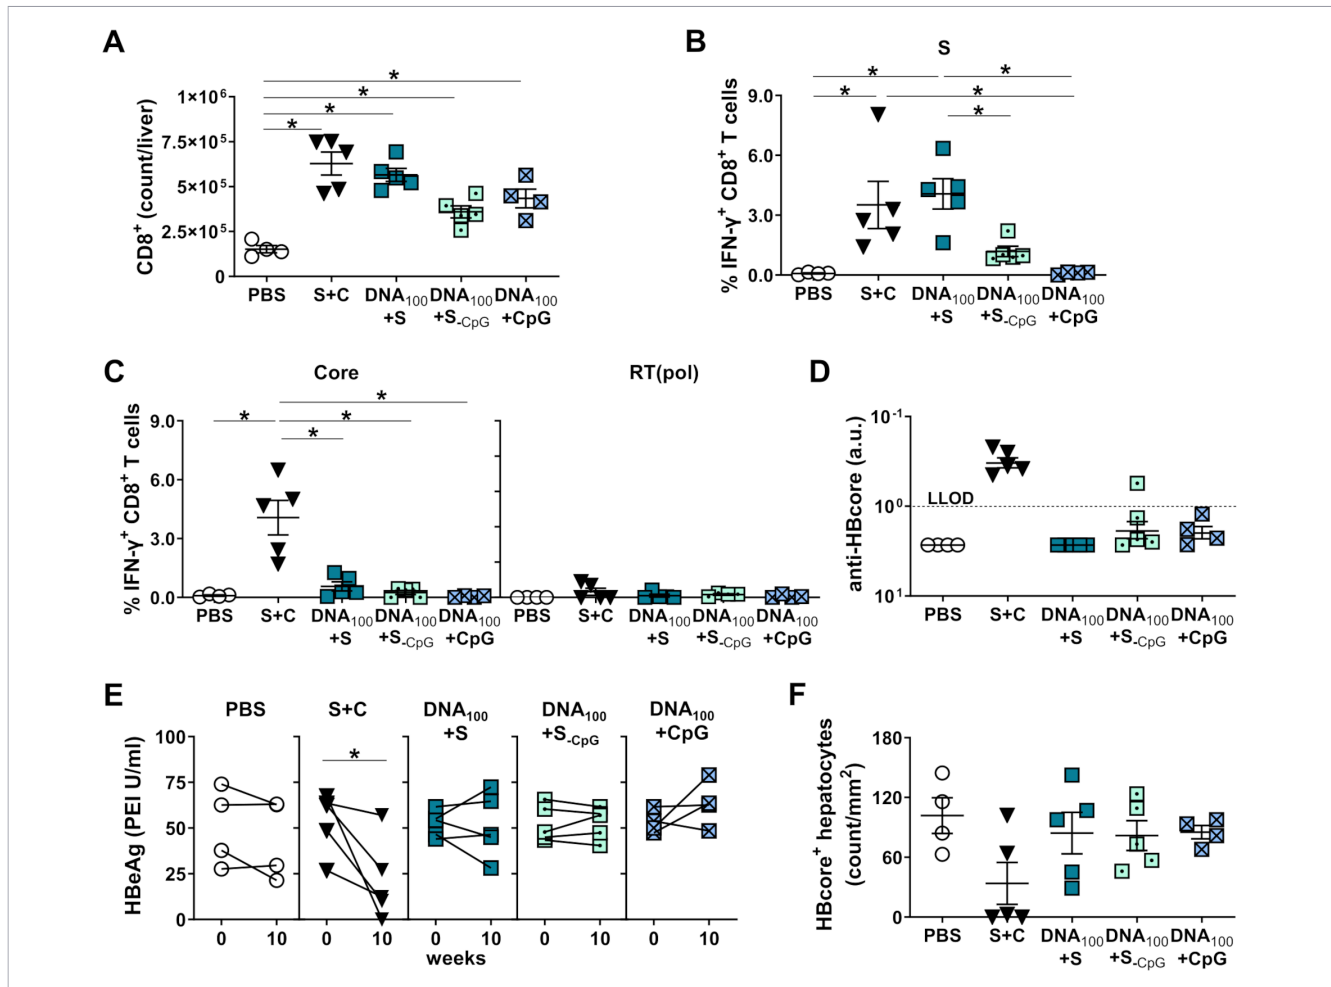 A
CD8⁺ (count/liver)
1×10⁶
7.5×10⁵
5×10⁵
2.5×10⁵
0
* * * *
PBS S+C DNA₁₀₀ +S DNA₁₀₀ +S₋CpG DNA₁₀₀ +CpG
B
S
% IFN-γ⁺ CD8⁺ T cells
9.0
6.0
3.0
0.0
* * * * *
PBS S+C DNA₁₀₀ +S DNA₁₀₀ +S₋CpG DNA₁₀₀ +CpG
C
Core
% IFN-γ⁺ CD8⁺ T cells
9.0
6.0
3.0
0.0
* * * *
PBS S+C DNA₁₀₀ +S DNA₁₀₀ +S₋CpG DNA₁₀₀ +CpG
RT(pol)
PBS S+C DNA₁₀₀ +S DNA₁₀₀ +S₋CpG DNA₁₀₀ +CpG
D
anti-HBcore (a.u.)
10⁻¹
10⁰
10¹
LLOD
PBS S+C DNA₁₀₀ +S DNA₁₀₀ +S₋CpG DNA₁₀₀ +CpG
E
PBS S+C DNA₁₀₀ +S DNA₁₀₀ +S₋CpG DNA₁₀₀ +CpG
HBeAg (PEI U/ml)
100
75
50
25
0
*
0 10 0 10 0 10 0 10 0 10
weeks
F
HBcore⁺ hepatocytes
(count/mm²)
180
120
60
0
PBS S+C DNA₁₀₀ +S DNA₁₀₀ +S₋CpG DNA₁₀₀ +CpG